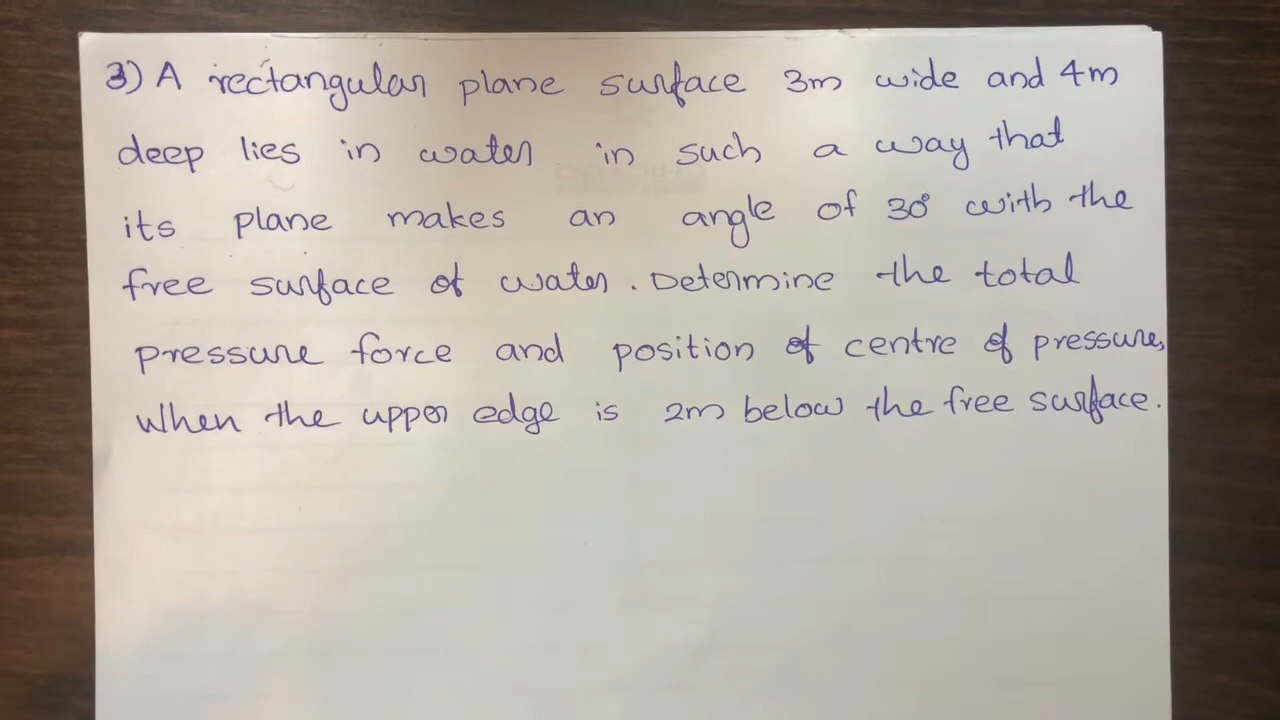 3) A rectangular plane surface 3m wide and 4m
deep lies in water in such a way that
its plane makes an angle of 30° with the
free surface of water. Determine the total
pressure force and position of centre of pressure,
when the upper edge is 2m below the free surface.